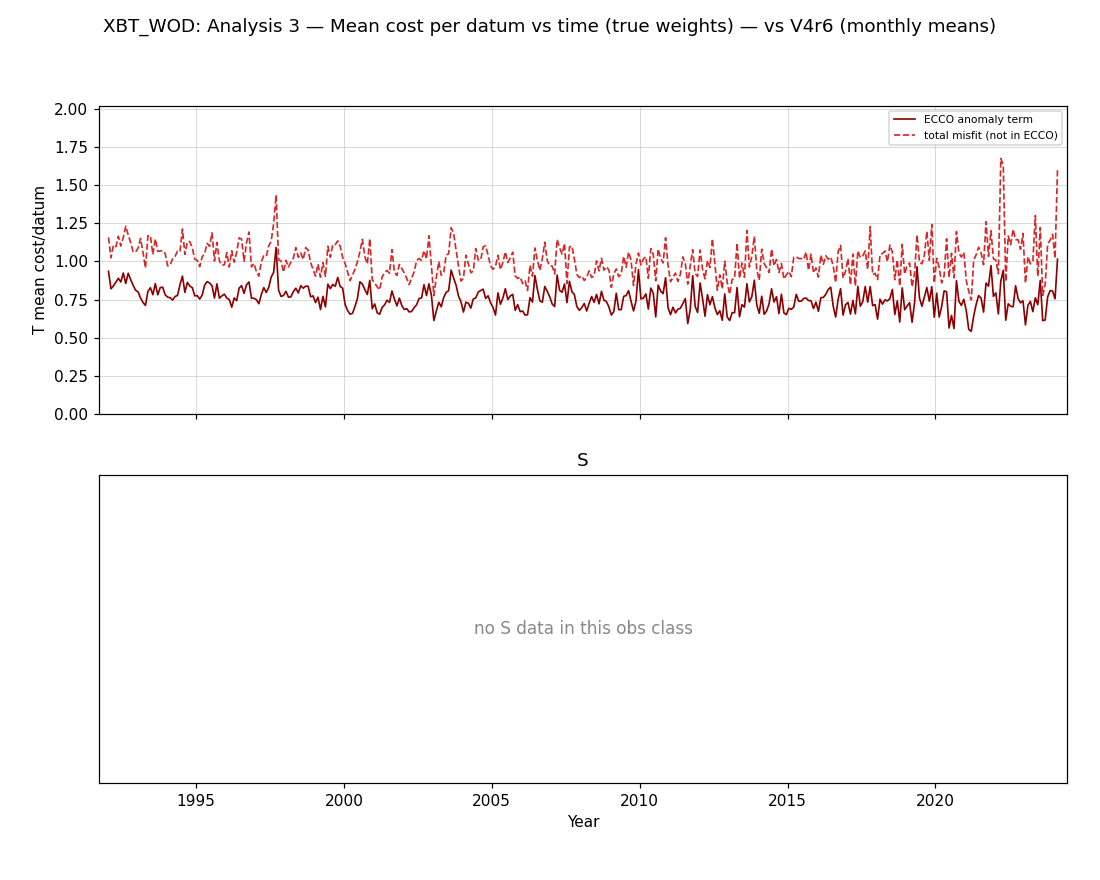 XBT_WOD: Analysis 3 — Mean cost per datum vs time (true weights) — vs V4r6 (monthly means)
T mean cost/datum
2.00
1.75
1.50
1.25
1.00
0.75
0.50
0.25
0.00
ECCO anomaly term
total misfit (not in ECCO)
S
no S data in this obs class
1995
2000
2005
2010
2015
2020
Year